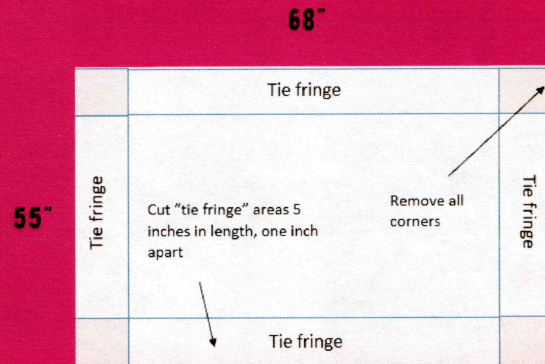 68"
Tie fringe
55"
Tie fringe
Cut "tie fringe" areas 5
inches in length, one inch
apart
Remove all
corners
Tie fringe
Tie fringe